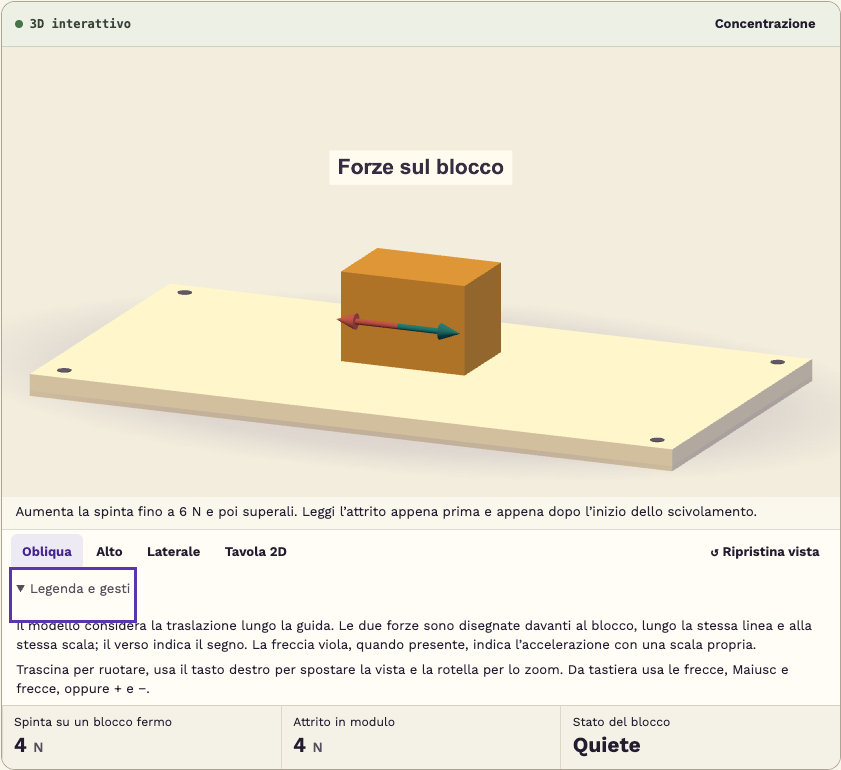 3D interattivo
Concentrazione
Forze sul blocco
Aumenta la spinta fino a 6 N e poi superali. Leggi l’attrito appena prima e appena dopo l’inizio dello scivolamento.
Obliqua Alto Laterale Tavola 2D ↺ Ripristina vista
▼ Legenda e gesti
Il modello considera la traslazione lungo la guida. Le due forze sono disegnate davanti al blocco, lungo la stessa linea e alla
stessa scala; il verso indica il segno. La freccia viola, quando presente, indica l’accelerazione con una scala propria.
Trascina per ruotare, usa il tasto destro per spostare la vista e la rotella per lo zoom. Da tastiera usa le frecce, Maiusc e
frecce, oppure + e −.
Spinta su un blocco fermo
4 N
Attrito in modulo
4 N
Stato del blocco
Quiete